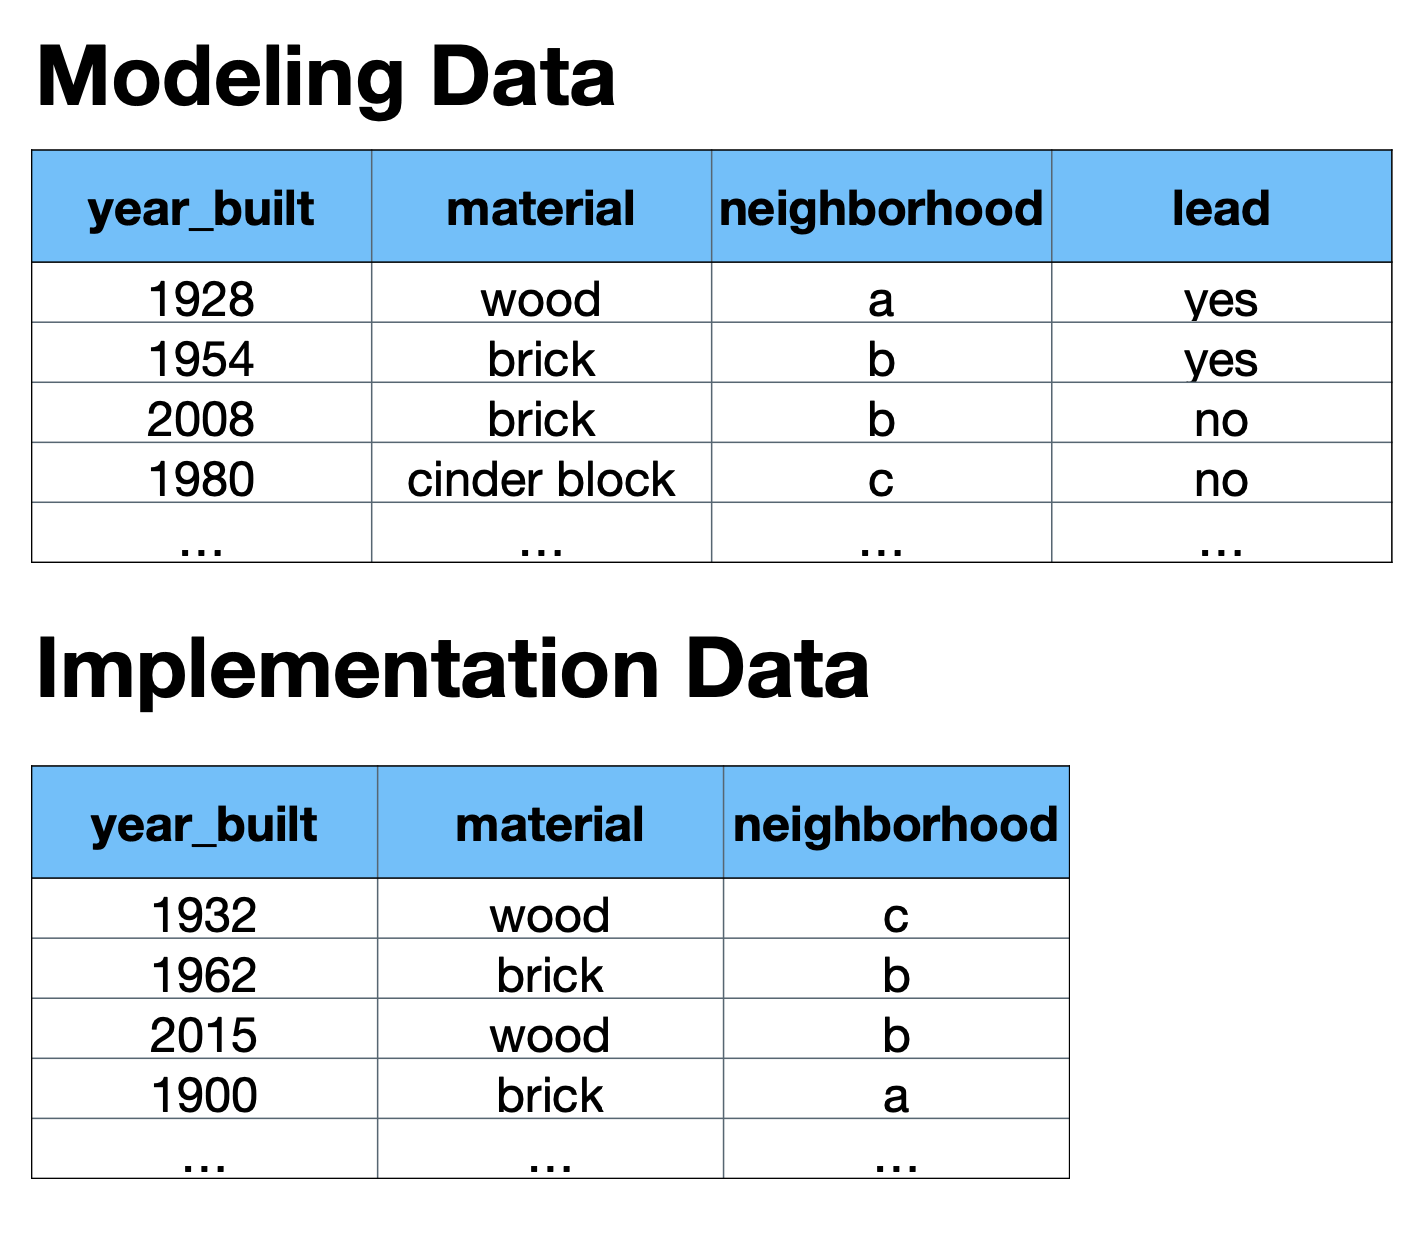 Modeling Data
year_built material neighborhood lead
1928 wood a yes
1954 brick b yes
2008 brick b no
1980 cinder block c no
... ... ... ...
Implementation Data
year_built material neighborhood
1932 wood c
1962 brick b
2015 wood b
1900 brick a
... ... ...